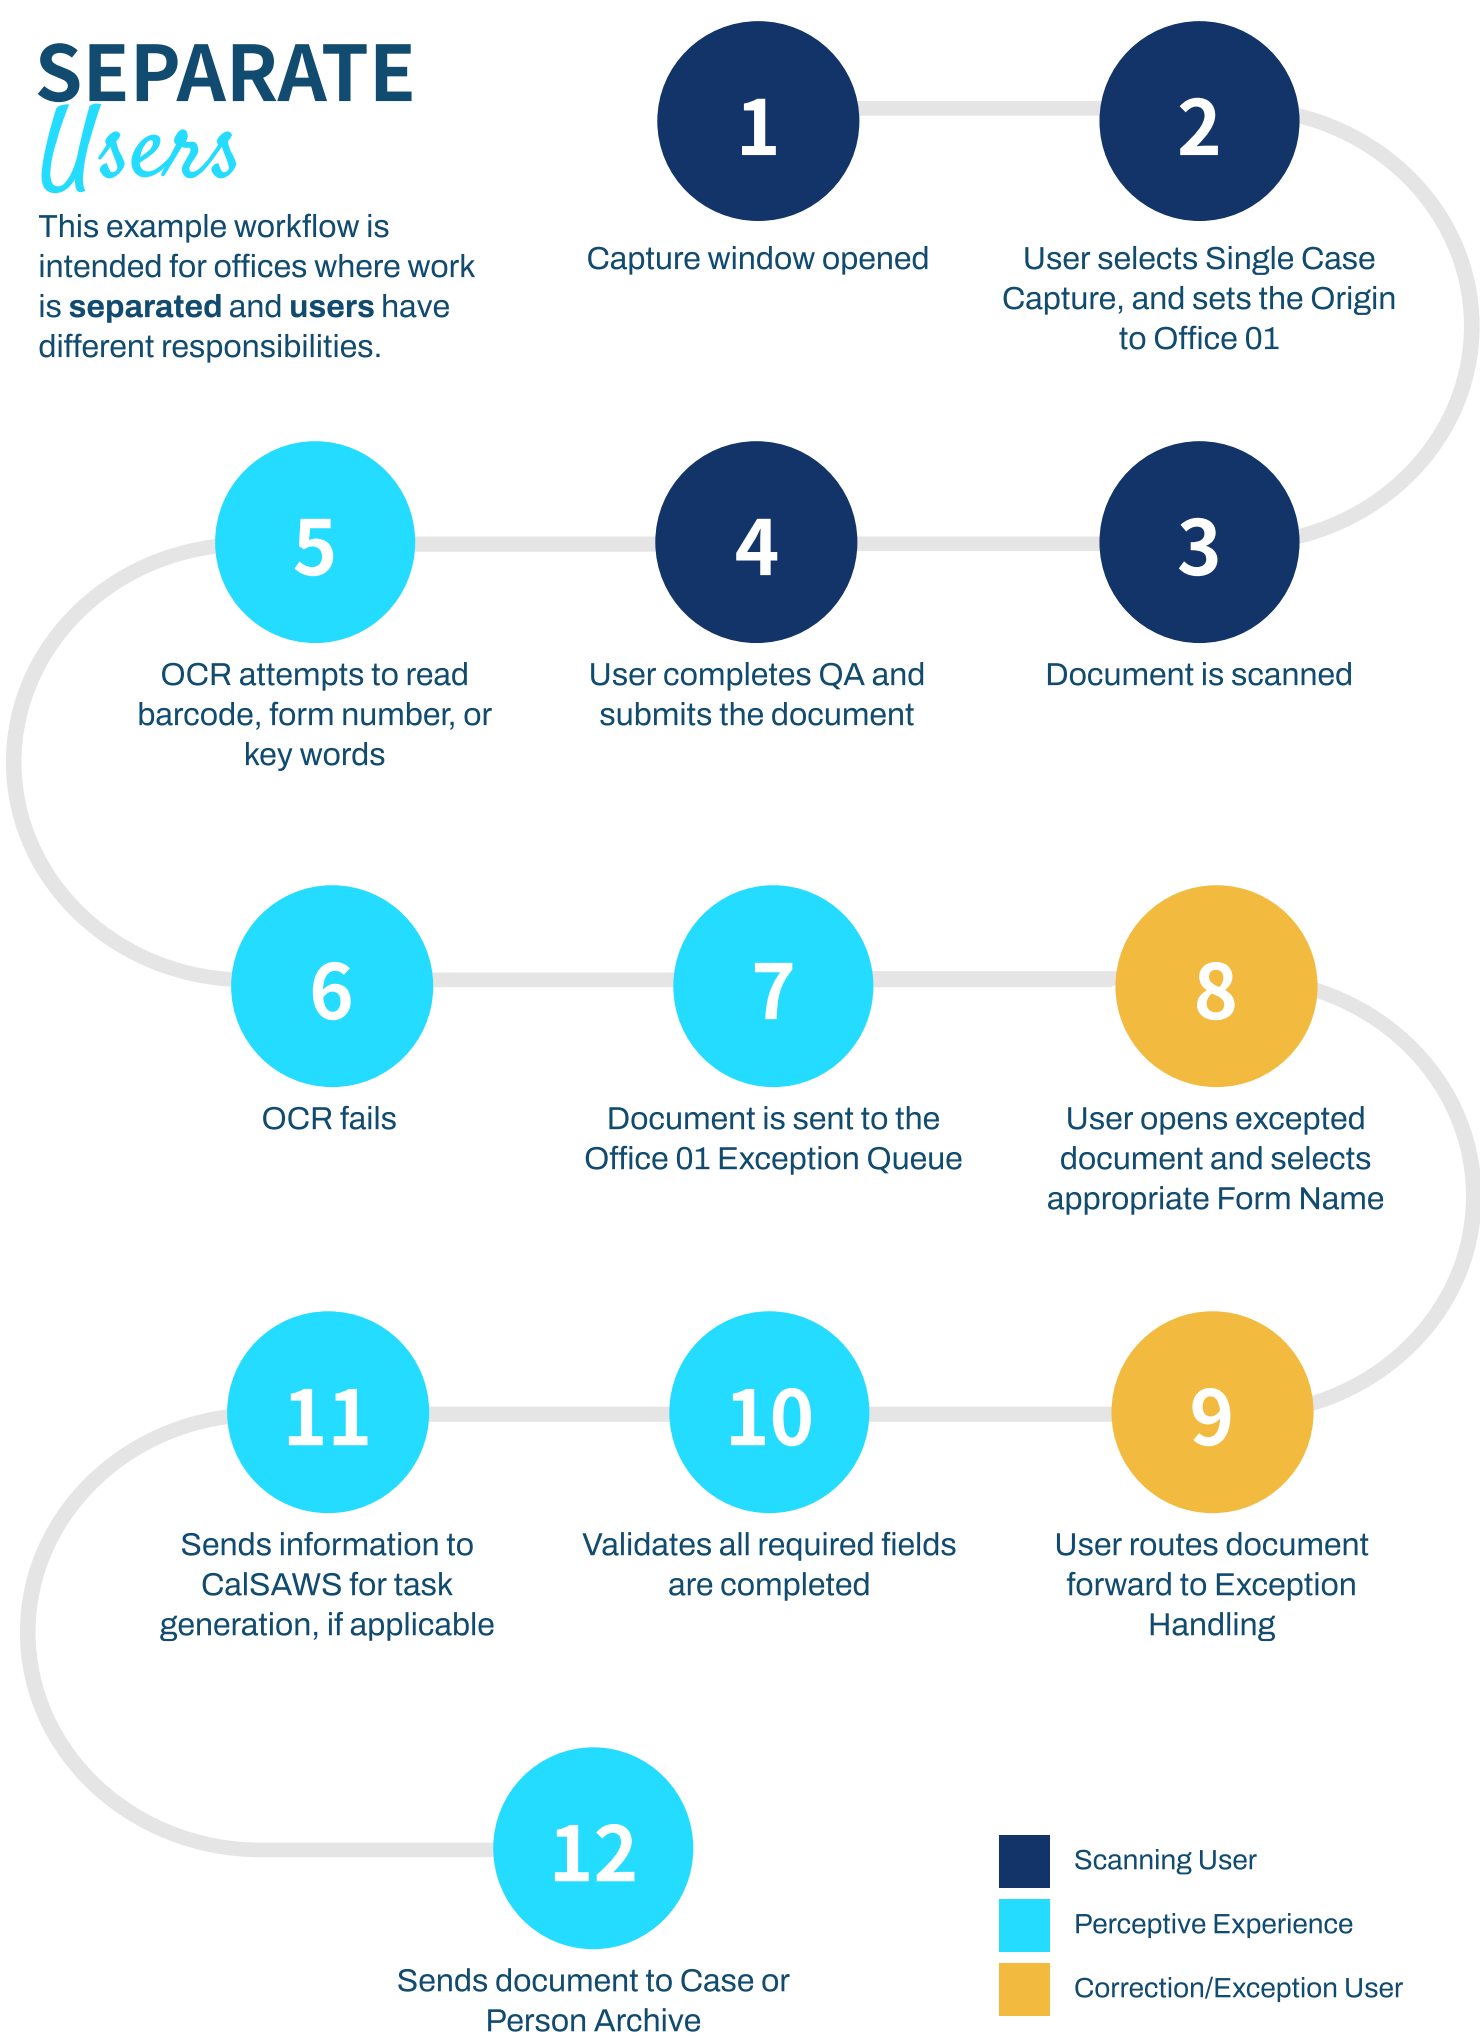 SEPARATE
Users
This example workflow is
intended for offices where work
is separated and users have
different responsibilities.
1
Capture window opened
2
User selects Single Case
Capture, and sets the Origin
to Office 01
3
Document is scanned
4
User completes QA and
submits the document
5
OCR attempts to read
barcode, form number, or
key words
6
OCR fails
7
Document is sent to the
Office 01 Exception Queue
8
User opens excepted
document and selects
appropriate Form Name
9
User routes document
forward to Exception
Handling
10
Validates all required fields
are completed
11
Sends information to
CalSAWS for task
generation, if applicable
12
Sends document to Case or
Person Archive
Scanning User
Perceptive Experience
Correction/Exception User